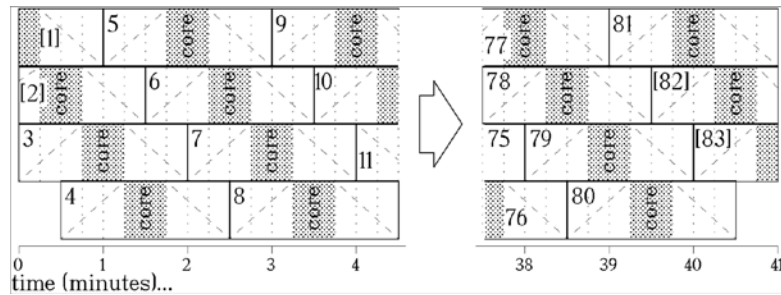 [1] 5 core 9 core 77 81 core
[2] core 6 core 10 78 core [82] core
3 core 7 core 11 75 79 core [83]
4 core 8 core 76 80 core
0 1 2 3 4 38 39 40 41
time (minutes)...